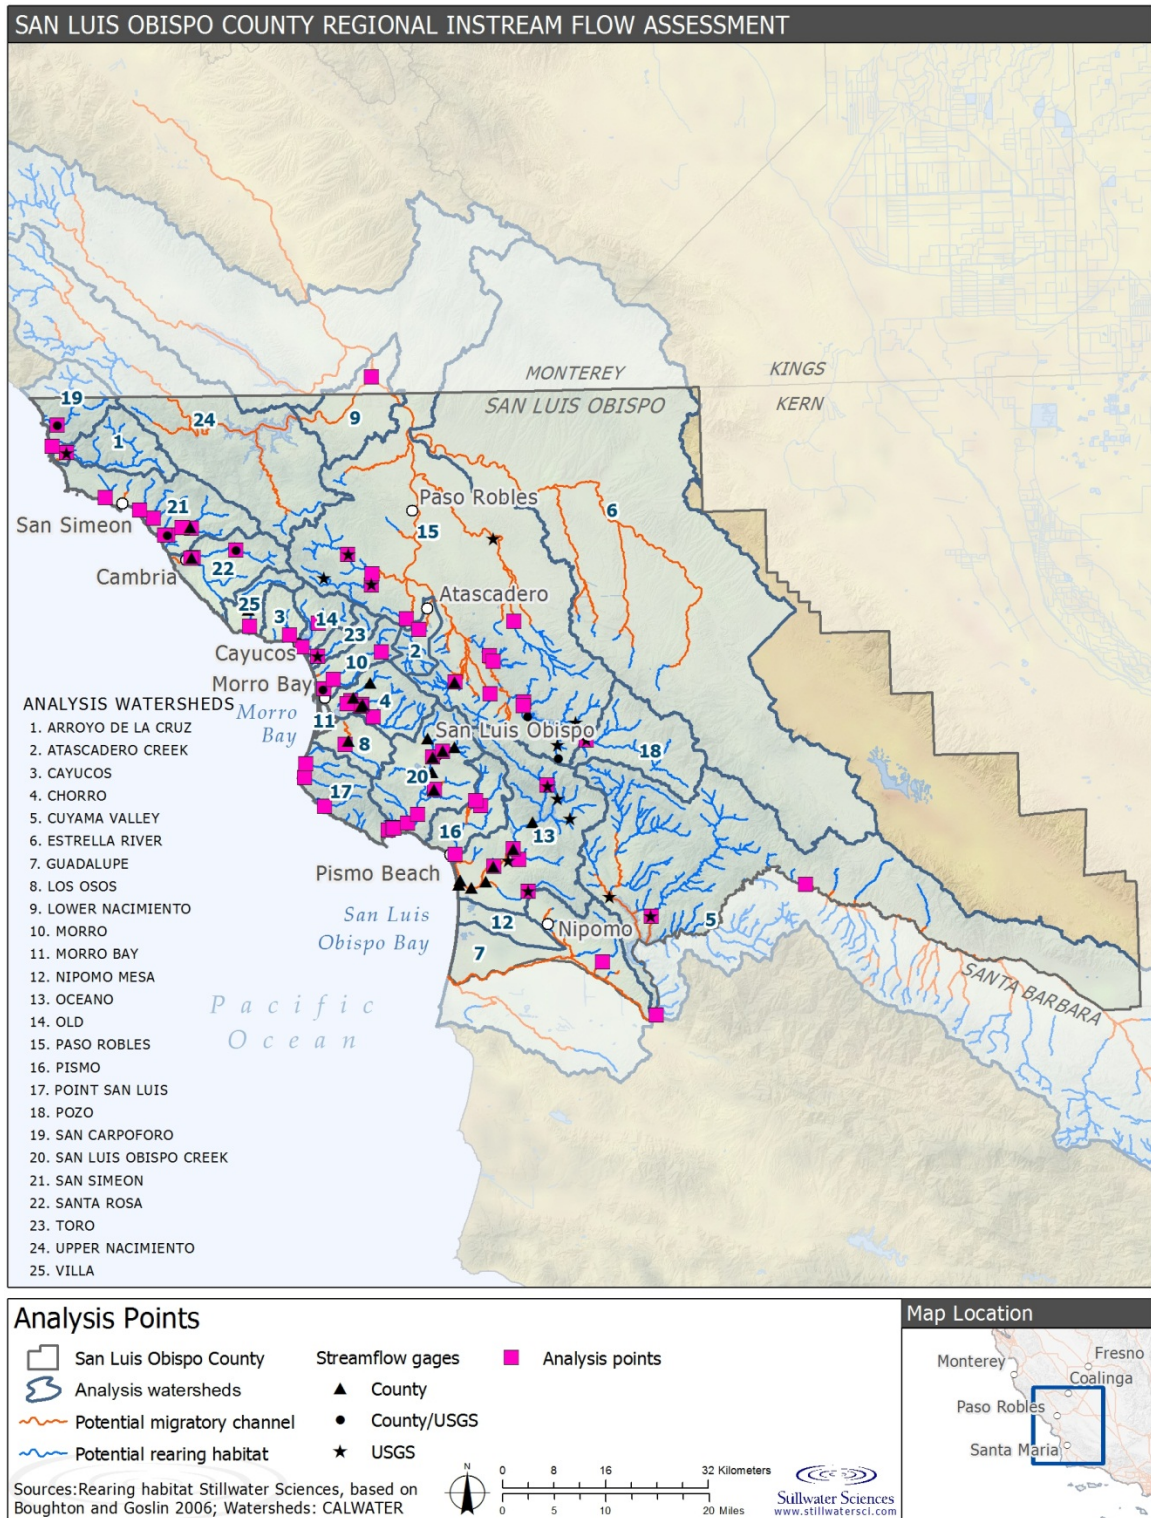 SAN LUIS OBISPO COUNTY REGIONAL INSTREAM FLOW ASSESSMENT
MONTEREY
KINGS
SAN LUIS OBISPO
KERN
19
24
9
1
Paso Robles
6
21
15
San Simeon
22
Cambria
Atascadero
25
3
14
23
2
Cayucos
10
Morro Bay
4
ANALYSIS WATERSHEDS
Morro
Bay
11
San Luis Obispo
8
18
20
17
13
16
Pismo Beach
San Luis
Obispo Bay
12
Nipomo
5
7
SANTA BARBARA
Pacific
Ocean
1. ARROYO DE LA CRUZ
2. ATASCADERO CREEK
3. CAYUCOS
4. CHORRO
5. CUYAMA VALLEY
6. ESTRELLA RIVER
7. GUADALUPE
8. LOS OSOS
9. LOWER NACIMIENTO
10. MORRO
11. MORRO BAY
12. NIPOMO MESA
13. OCEANO
14. OLD
15. PASO ROBLES
16. PISMO
17. POINT SAN LUIS
18. POZO
19. SAN CARPOFORO
20. SAN LUIS OBISPO CREEK
21. SAN SIMEON
22. SANTA ROSA
23. TORO
24. UPPER NACIMIENTO
25. VILLA
Analysis Points
San Luis Obispo County
Analysis watersheds
Potential migratory channel
Potential rearing habitat
Streamflow gages
County
County/USGS
USGS
Analysis points
Sources:Rearing habitat Stillwater Sciences, based on
Boughton and Goslin 2006; Watersheds: CALWATER
N
0 8 16 32 Kilometers
0 5 10 20 Miles
Stillwater Sciences
www.stillwatersci.com
Map Location
Monterey
Fresno
Coalinga
Paso Robles
Santa Maria